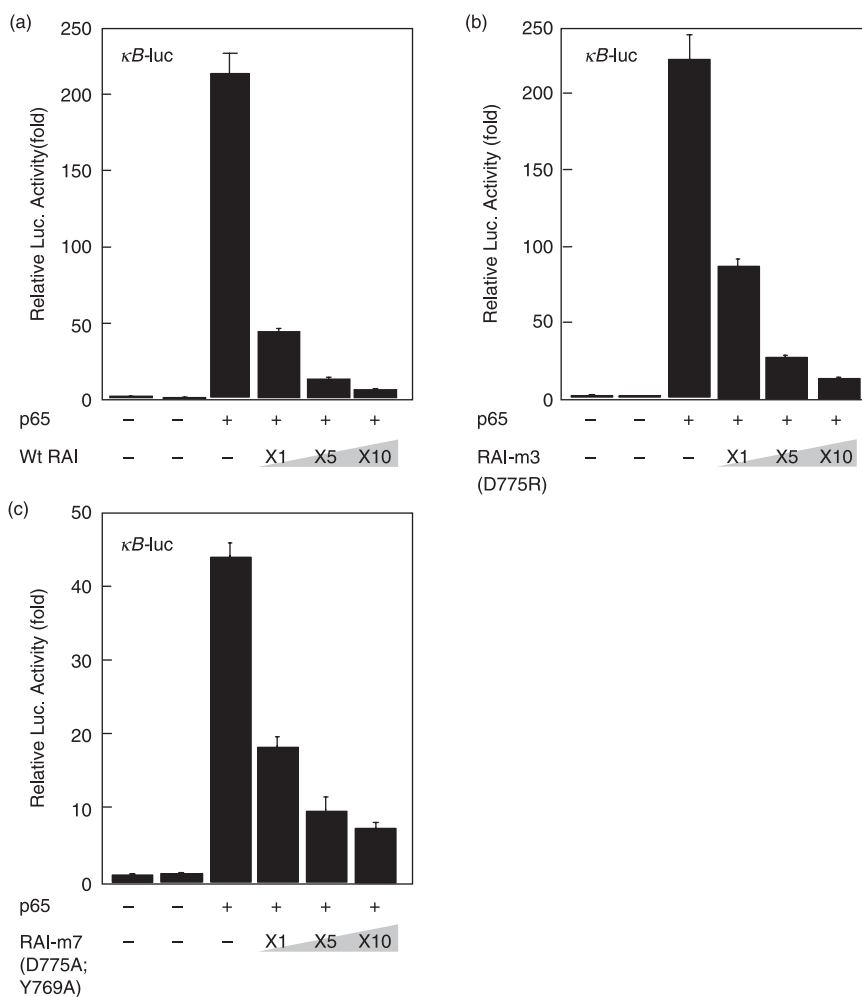 (a)
κB-luc
Relative Luc. Activity(fold)
250
200
150
100
50
0
p65 – – + + + +
Wt RAI – – – X1 X5 X10
(b)
κB-luc
Relative Luc. Activity (fold)
250
200
150
100
50
0
p65 – – + + + +
RAI-m3 – – – X1 X5 X10
(D775R)
(c)
κB-luc
Relative Luc. Activity (fold)
50
40
30
20
10
0
p65 – – + + + +
RAI-m7 – – – X1 X5 X10
(D775A;
Y769A)